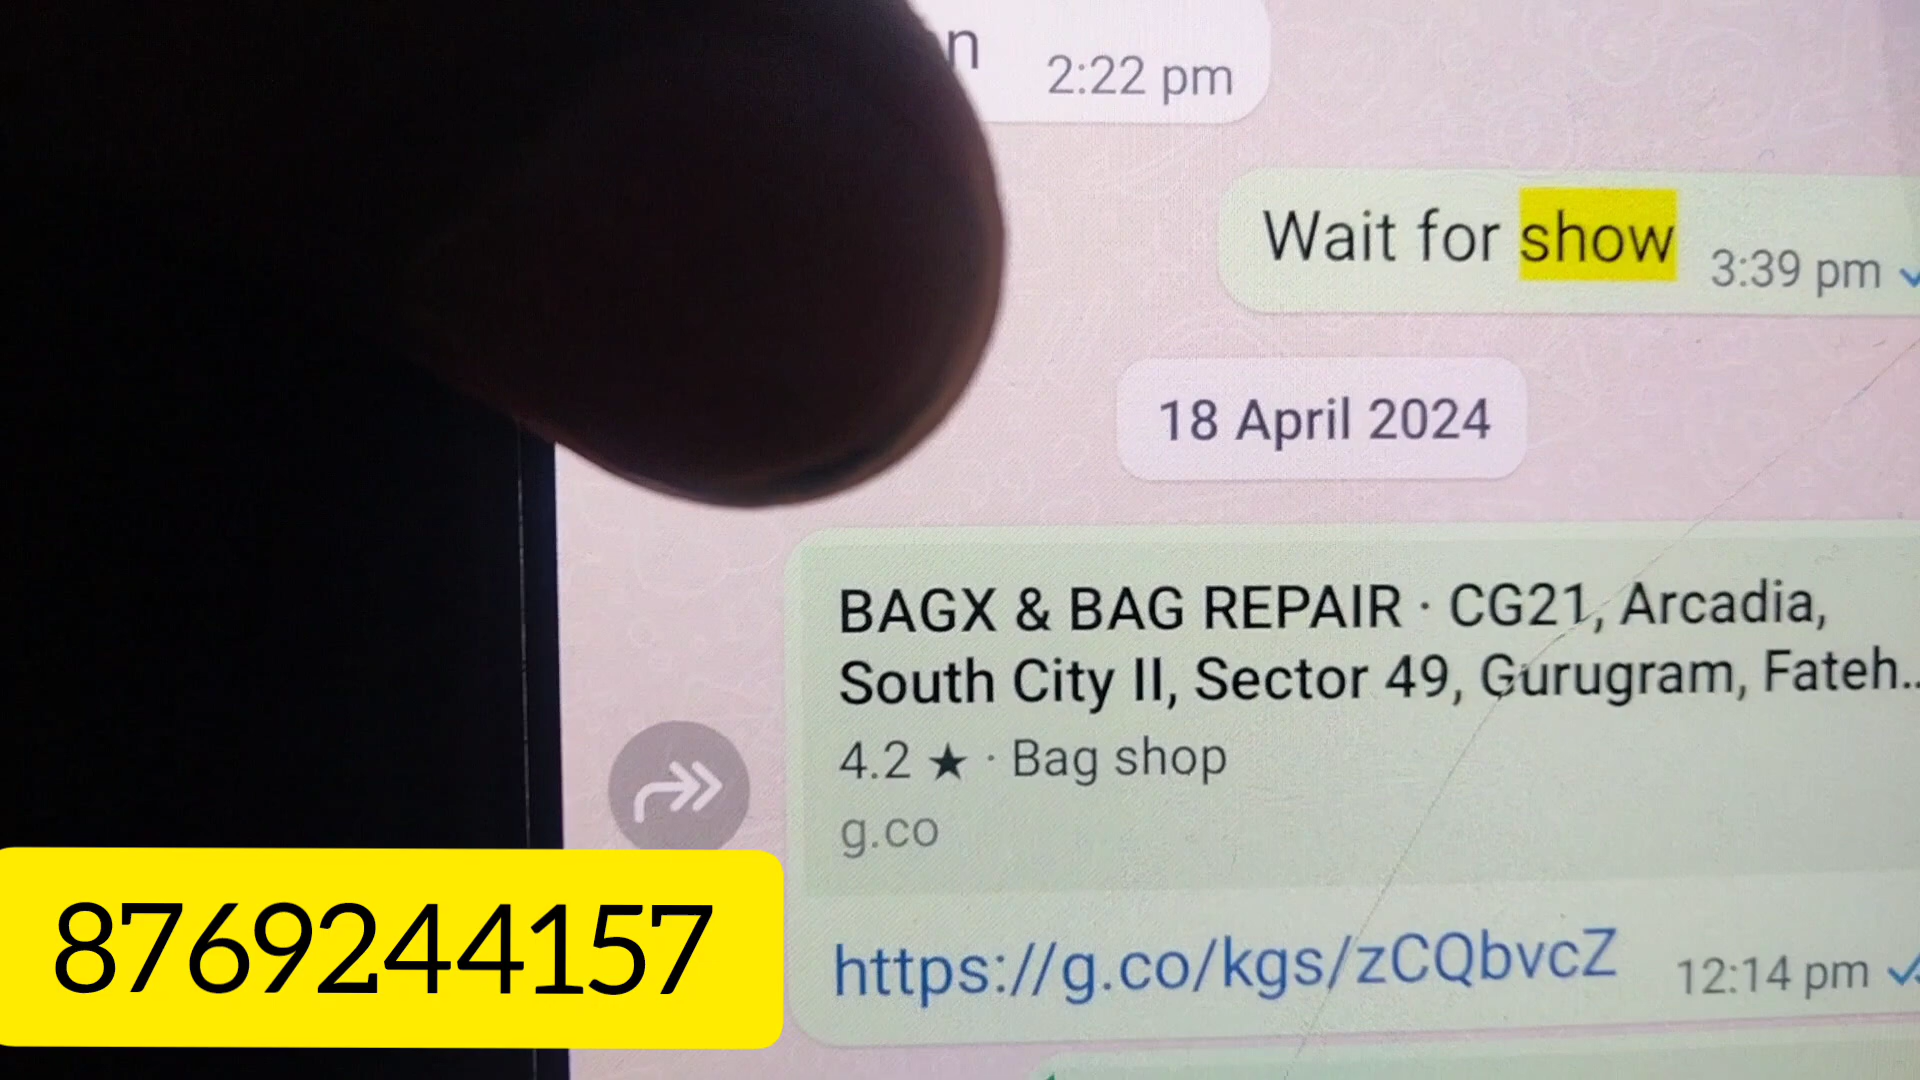 n 2:22 pm
Wait for show 3:39 pm
18 April 2024
BAGX & BAG REPAIR · CG21, Arcadia,
South City II, Sector 49, Gurugram, Fateh..
4.2 ★ · Bag shop
g.co
https://g.co/kgs/zCQbvcZ 12:14 pm
8769244157